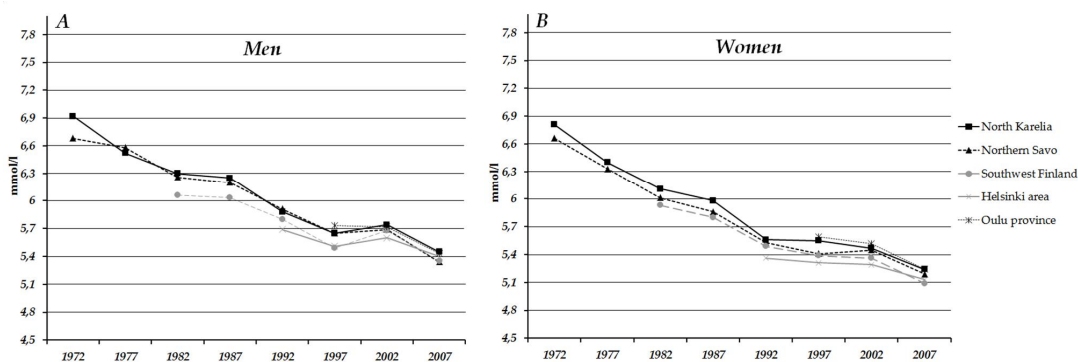 A
Men
mmol/l
7,8
7,5
7,2
6,9
6,6
6,3
6
5,7
5,4
5,1
4,8
4,5
1972 1977 1982 1987 1992 1997 2002 2007
B
Women
mmol/l
7,8
7,5
7,2
6,9
6,6
6,3
6
5,7
5,4
5,1
4,8
4,5
1972 1977 1982 1987 1992 1997 2002 2007
North Karelia
Northern Savo
Southwest Finland
Helsinki area
Oulu province